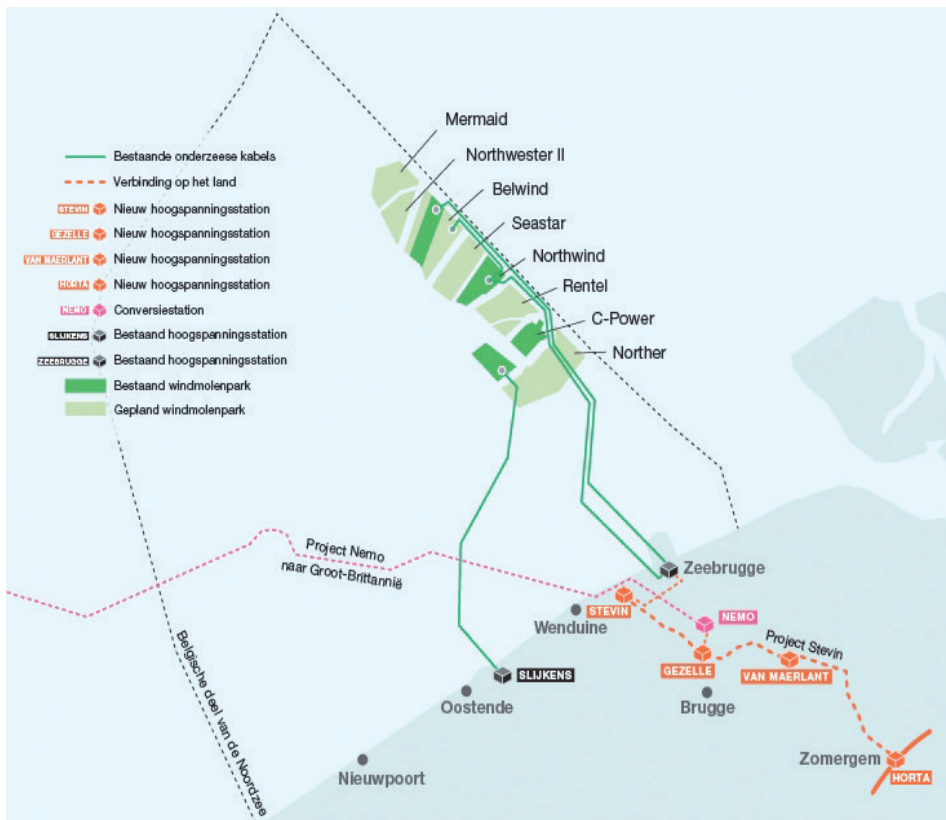 Mermaid
Northwester II
Belwind
Seastar
Northwind
Rentel
C-Power
Norther
Bestaande onderzeese kabels
Verbinding op het land
STEVIN Nieuw hoogspanningsstation
GEZELLE Nieuw hoogspanningsstation
VAN MAERLANT Nieuw hoogspanningsstation
HORTA Nieuw hoogspanningsstation
NEMO Conversiestation
SLIJKENS Bestaand hoogspanningsstation
ZEEBRUGGE Bestaand hoogspanningsstation
Bestaand windmolenpark
Gepland windmolenpark
Project Nemo
naar Groot-Brittannië
Belgische deel van de Noordzee
Zeebrugge
STEVIN
Wenduine
NEMO
Project Stevin
GEZELLE
VAN MAERLANT
SLIJKENS
Oostende
Brugge
Zomergem
HORTA
Nieuwpoort